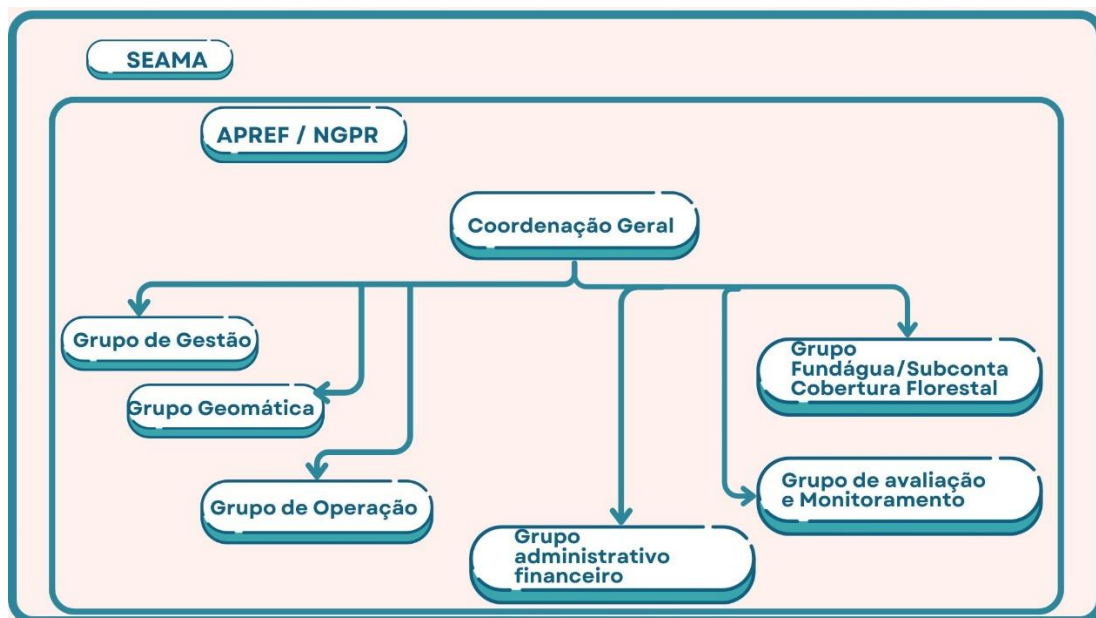 SEAMA
APREF / NGPR
Coordenação Geral
Grupo de Gestão
Grupo Geomática
Grupo de Operação
Grupo
administrativo
financeiro
Grupo
Fundágua/Subconta
Cobertura Florestal
Grupo de avaliação
e Monitoramento